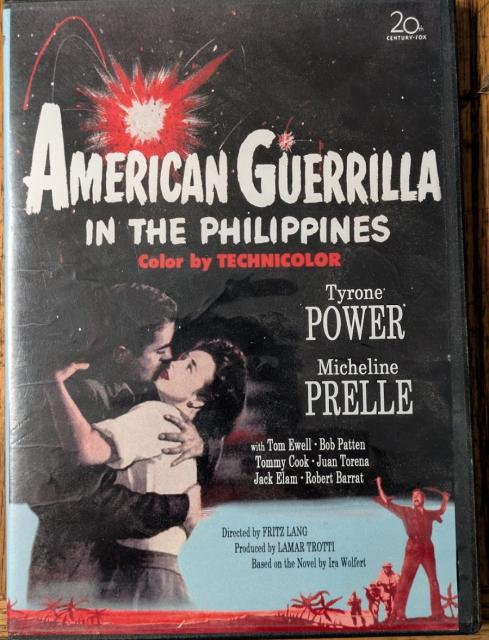 20th
CENTURY-FOX
AMERICAN GUERRILLA
IN THE PHILIPPINES
Color by TECHNICOLOR
Tyrone
POWER
Micheline
PRELLE
with Tom Ewell · Bob Patten
Tommy Cook · Juan Torena
Jack Elam · Robert Barrat
Directed by FRITZ LANG
Produced by LAMAR TROTTI
Based on the Novel by Ira Wolfert